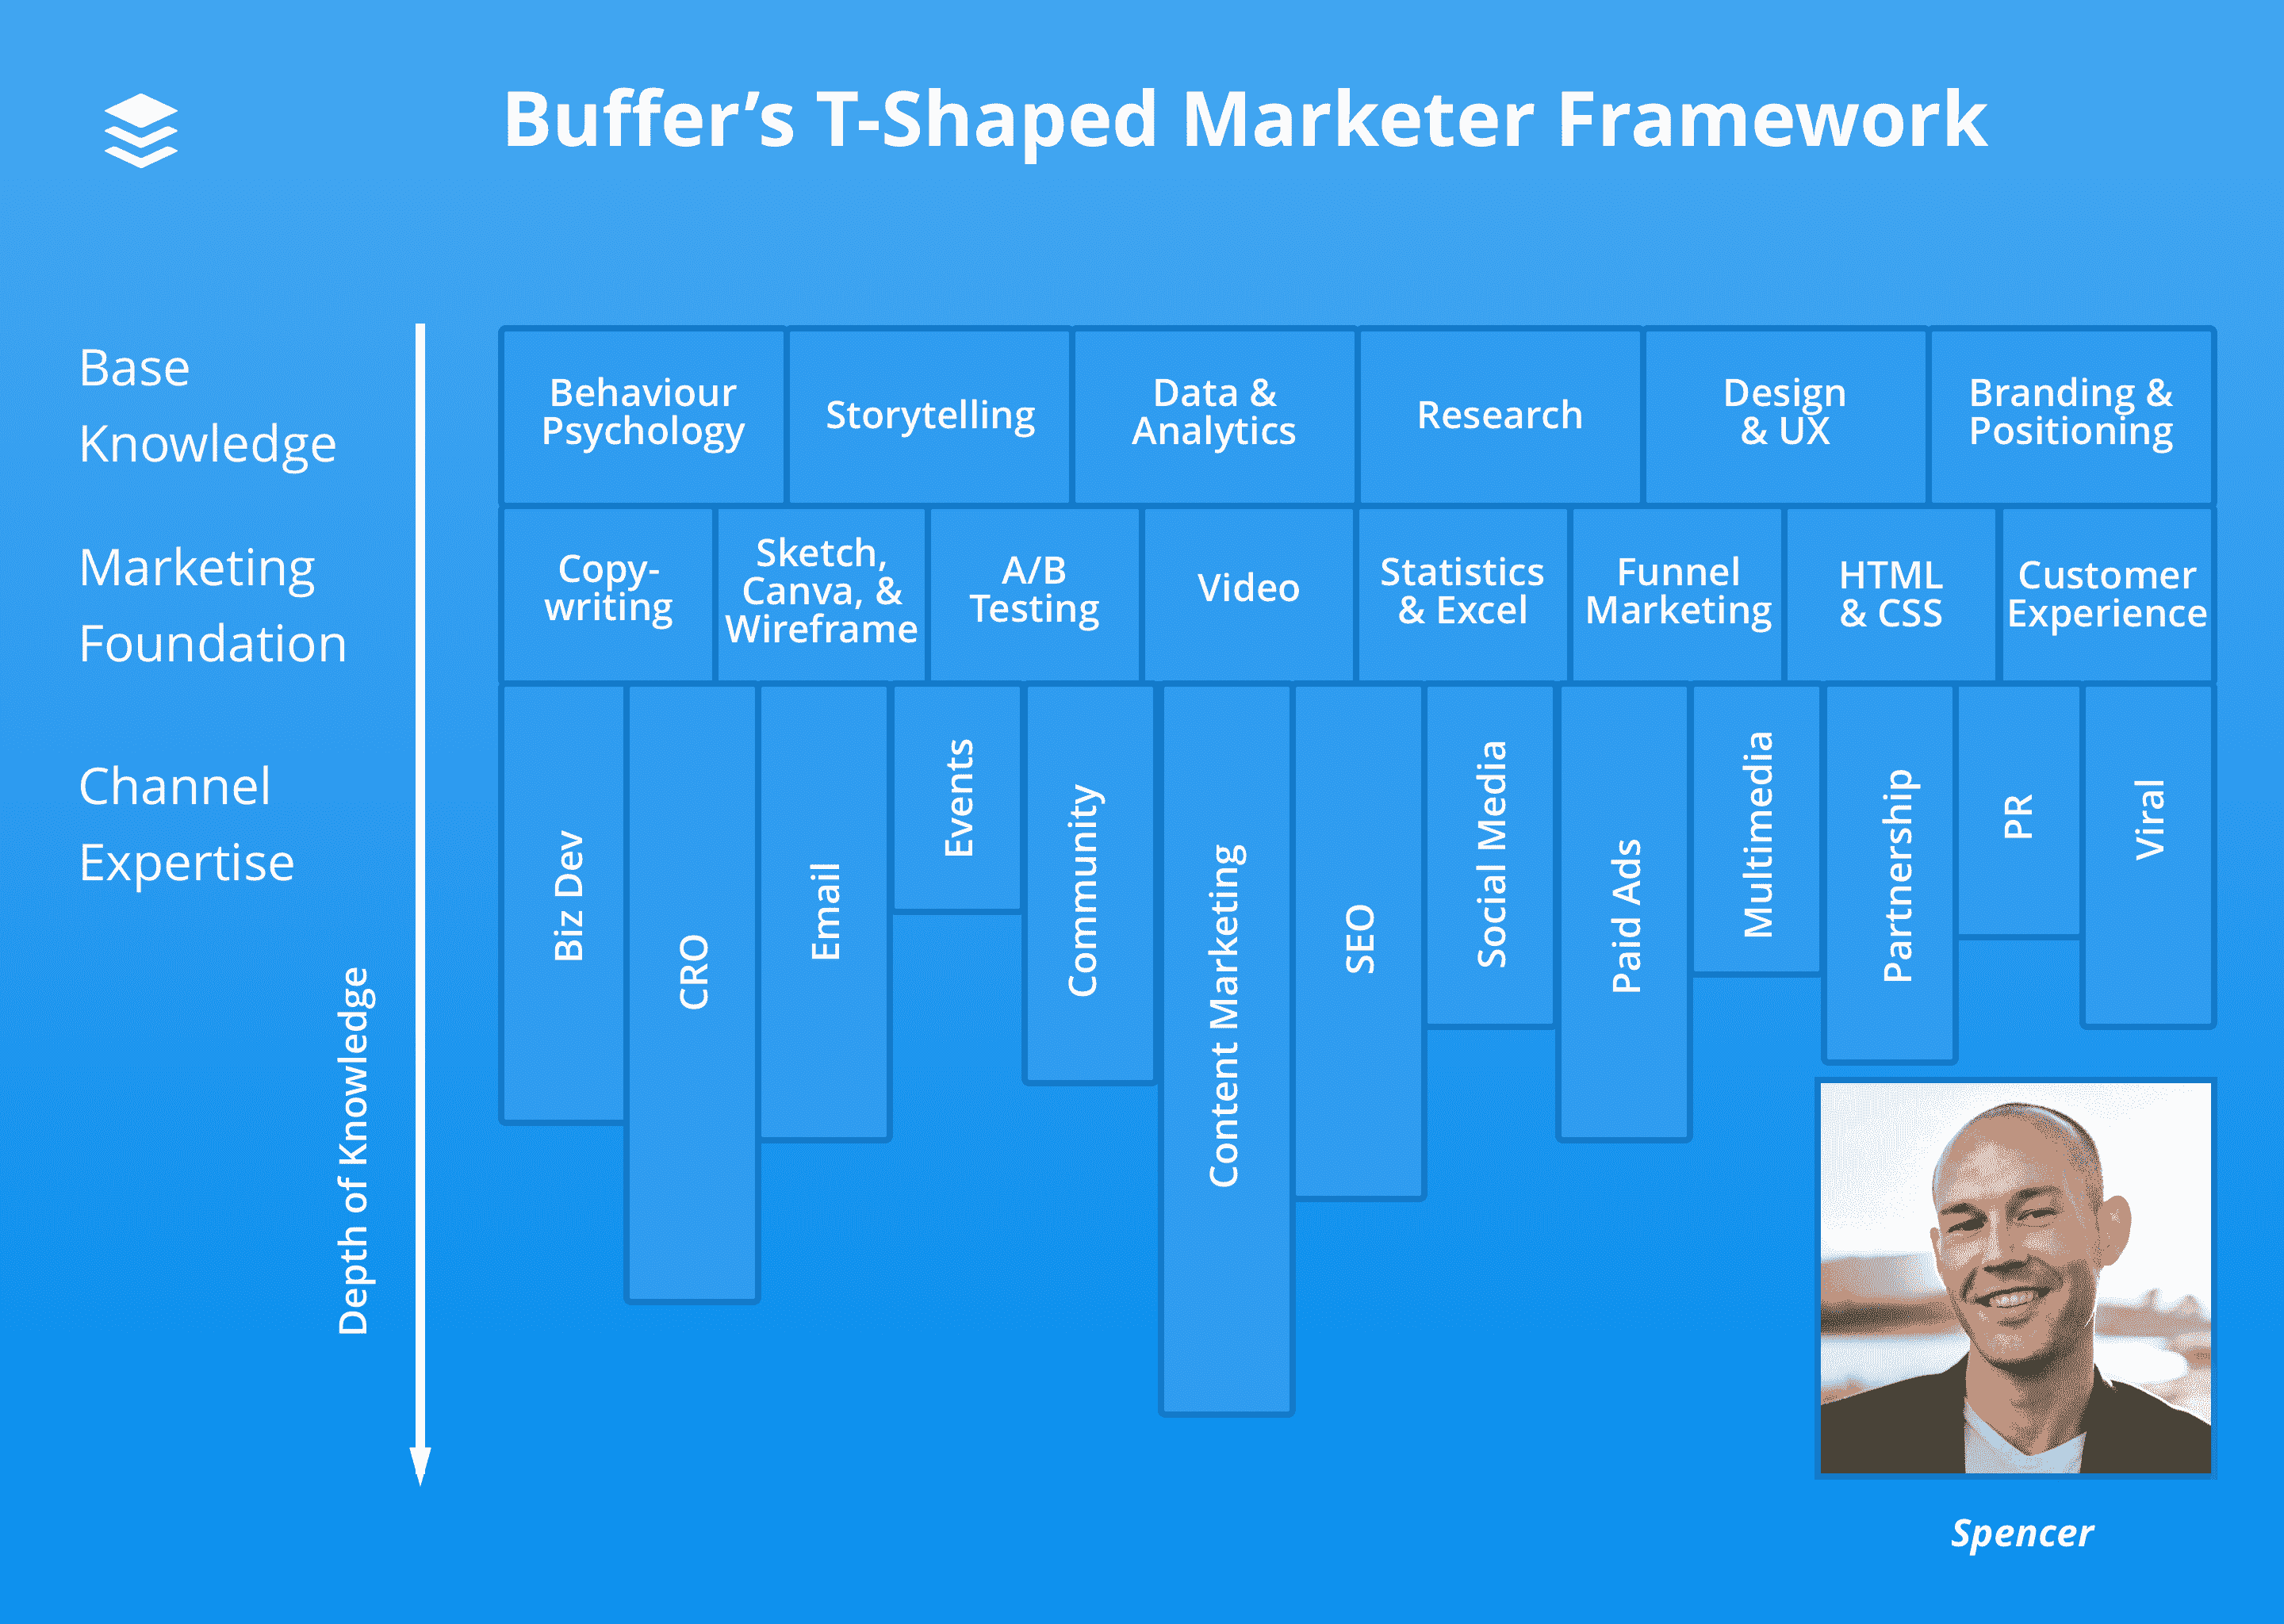 Buffer’s T-Shaped Marketer Framework
Base
Knowledge
Behaviour
Psychology
Storytelling
Data &
Analytics
Research
Design
& UX
Branding &
Positioning
Marketing
Foundation
Copy-
writing
Sketch,
Canva, &
Wireframe
A/B
Testing
Video
Statistics
& Excel
Funnel
Marketing
HTML
& CSS
Customer
Experience
Channel
Expertise
Biz Dev
CRO
Email
Events
Community
Content Marketing
SEO
Social Media
Paid Ads
Multimedia
Partnership
PR
Viral
Depth of Knowledge
Spencer